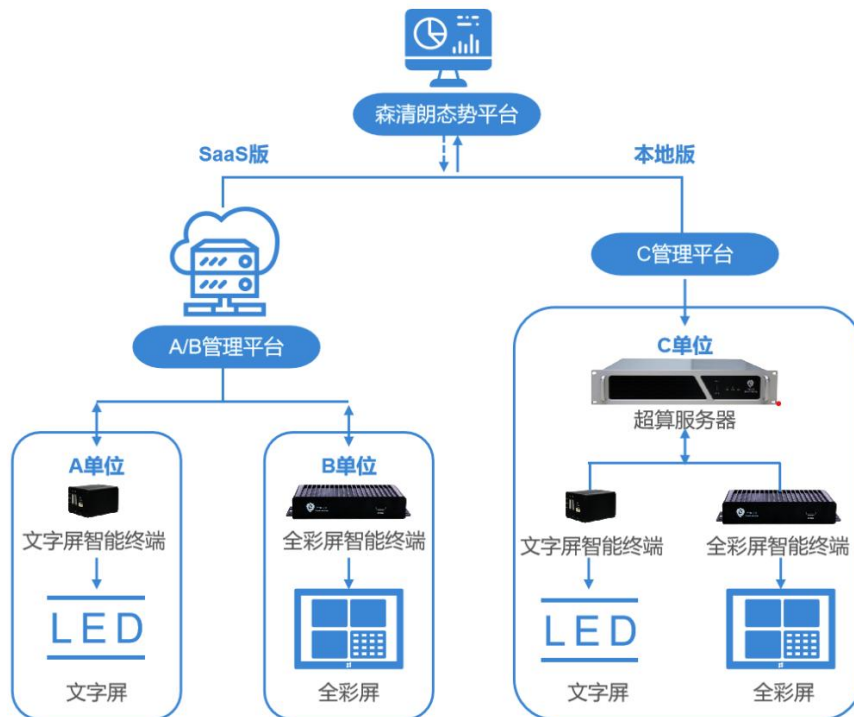 森清朗态势平台
SaaS版
本地版
C管理平台
A/B管理平台
C单位
超算服务器
A单位
B单位
文字屏智能终端
全彩屏智能终端
文字屏智能终端
全彩屏智能终端
LED
LED
文字屏
全彩屏
文字屏
全彩屏